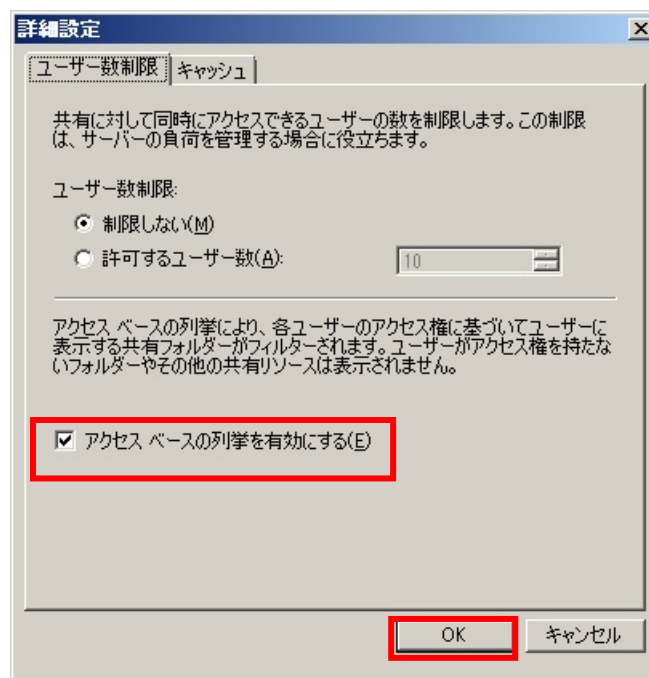 詳細設定
ユーザー数制限 キャッシュ
共有に対して同時にアクセスできるユーザーの数を制限します。この制限
は、サーバーの負荷を管理する場合に役立ちます。
ユーザー数制限:
制限しない(M)
許可するユーザー数(A): 10
アクセス ベースの列挙により、各ユーザーのアクセス権に基づいてユーザーに
表示する共有フォルダーがフィルターされます。ユーザーがアクセス権を持たな
いフォルダーやその他の共有リソースは表示されません。
アクセス ベースの列挙を有効にする(E)
OK キャンセル